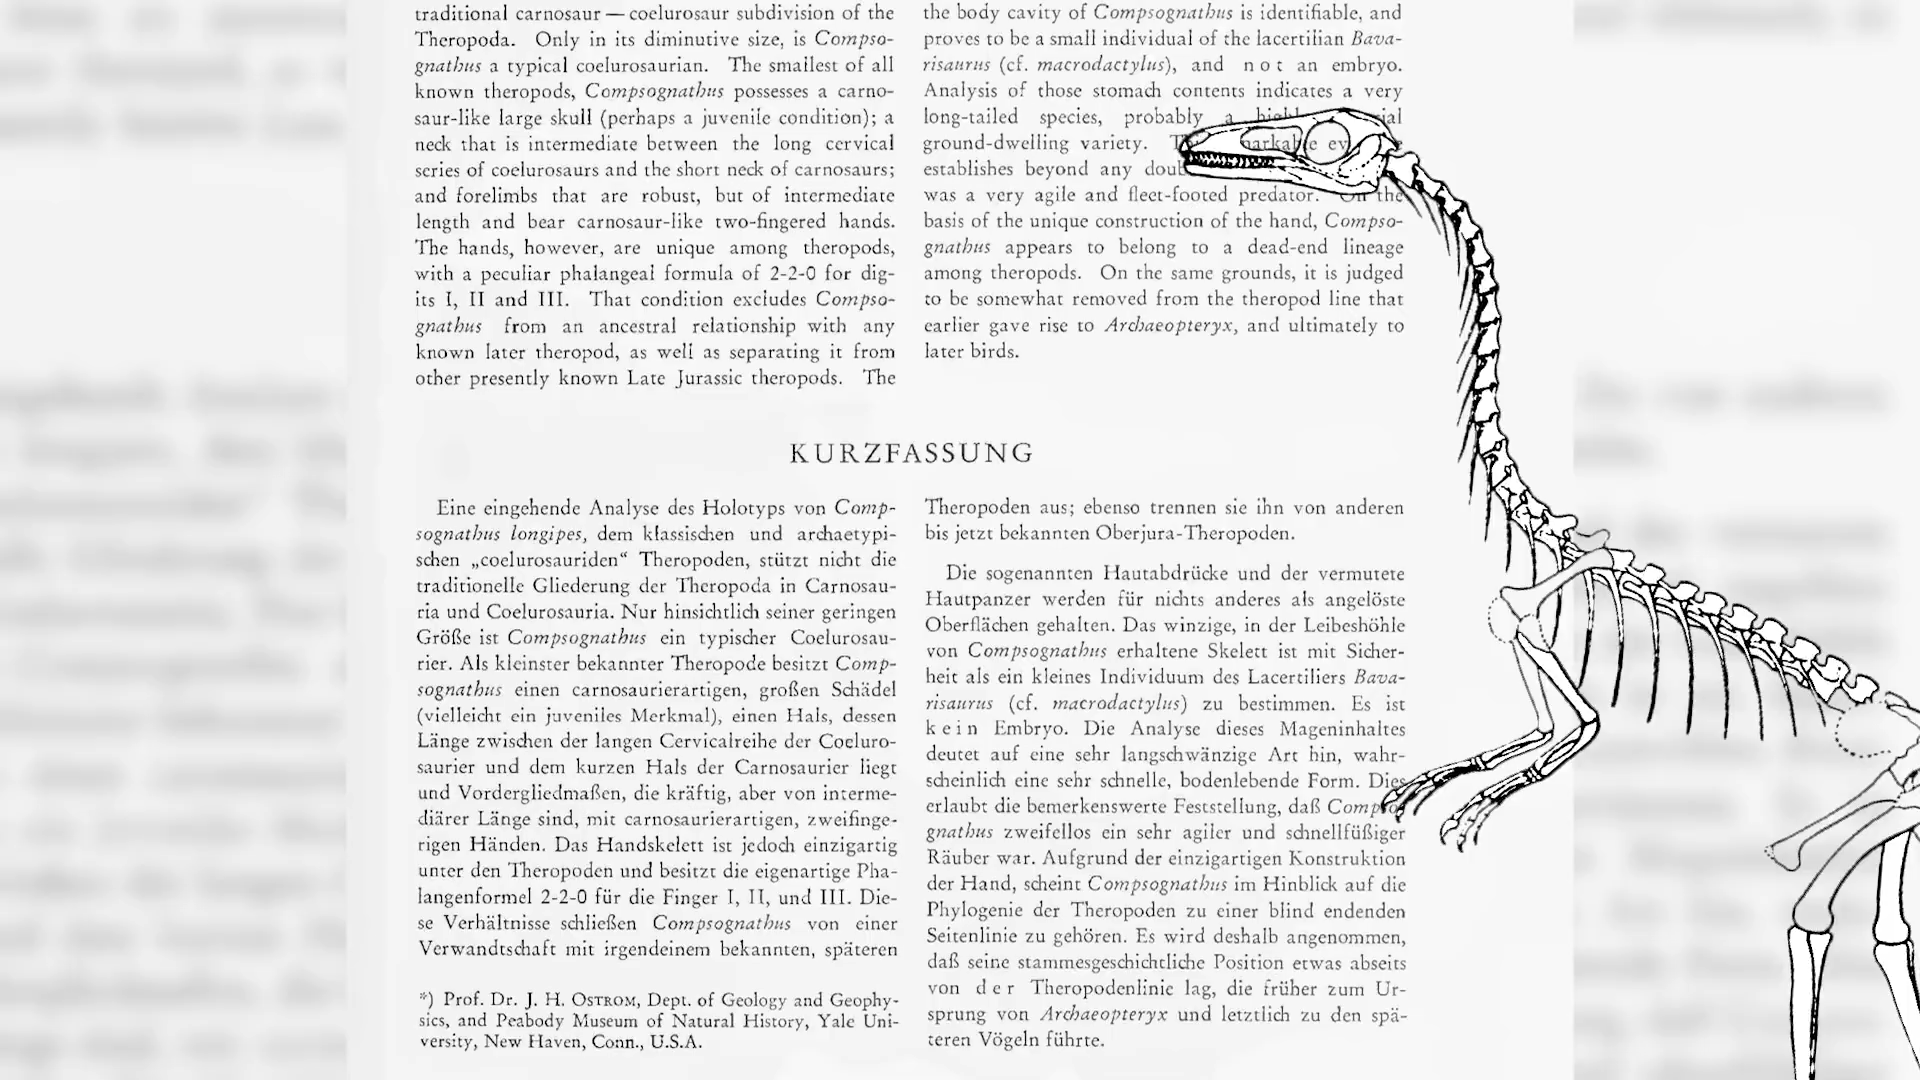 traditional carnosaur — coelurosaur subdivision of the
Theropoda. Only in its diminutive size, is Compso-
gnathus a typical coelurosaurian. The smallest of all
known theropods, Compsognathus possesses a carno-
saur-like large skull (perhaps a juvenile condition); a
neck that is intermediate between the long cervical
series of coelurosaurs and the short neck of carnosaurs;
and forelimbs that are robust, but of intermediate
length and bear carnosaur-like two-fingered hands.
The hands, however, are unique among theropods,
with a peculiar phalangeal formula of 2-2-0 for dig-
its I, II and III. That condition excludes Compso-
gnathus from an ancestral relationship with any
known later theropod, as well as separating it from
other presently known Late Jurassic theropods. The
the body cavity of Compsognathus is identifiable, and
proves to be a small individual of the lacertilian Bava-
risaurus (cf. macrodactylus), and not an embryo.
Analysis of those stomach contents indicates a very
long-tailed species, probably a
ground-dwelling variety.
establishes beyond any
was a very agile and fleet-footed predator. On the
basis of the unique construction of the hand, Compso-
gnathus appears to belong to a dead-end lineage
among theropods. On the same grounds, it is judged
to be somewhat removed from the theropod line that
earlier gave rise to Archaeopteryx, and ultimately to
later birds.
KURZFASSUNG
Eine eingehende Analyse des Holotyps von Comp-
sognathus longipes, dem klassischen und archaetypi-
schen „coelurosauriden“ Theropoden, stützt nicht die
traditionelle Gliederung der Theropoda in Carnosau-
ria und Coelurosauria. Nur hinsichtlich seiner geringen
Größe ist Compsognathus ein typischer Coelurosau-
rier. Als kleinster bekannter Theropode besitzt Comp-
sognathus einen carnosaurierartigen, großen Schädel
(vielleicht ein juveniles Merkmal), einen Hals, dessen
Länge zwischen der langen Cervicalreihe der Coeluro-
saurier und dem kurzen Hals der Carnosaurier liegt
und Vordergliedmaßen, die kräftig, aber von interme-
diärer Länge sind, mit carnosaurierartigen, zweifinge-
rigen Händen. Das Handskelett ist jedoch einzigartig
unter den Theropoden und besitzt die eigenartige Pha-
langenformel 2-2-0 für die Finger I, II, und III. Die-
se Verhältnisse schließen Compsognathus von einer
Verwandtschaft mit irgendeinem bekannten, späteren
*) Prof. Dr. J. H. OSTROM, Dept. of Geology and Geophy-
sics, and Peabody Museum of Natural History, Yale Uni-
versity, New Haven, Conn., U.S.A.
Theropoden aus; ebenso trennen sie ihn von anderen
bis jetzt bekannten Oberjura-Theropoden.
Die sogenannten Hautabdrücke und der vermutete
Hautpanzer werden für nichts anderes als angelöste
Oberflächen gehalten. Das winzige, in der Leibeshöhle
von Compsognathus erhaltene Skelett ist mit Sicher-
heit als ein kleines Individuum des Lacertiliers Bava-
risaurus (cf. macrodactylus) zu bestimmen. Es ist
kein Embryo. Die Analyse dieses Mageninhaltes
deutet auf eine sehr langschwänzige Art hin, wahr-
scheinlich eine sehr schnelle, bodenlebende Form. Dies
erlaubt die bemerkenswerte Feststellung, daß Compso-
gnathus zweifellos ein sehr agiler und schnellfüßiger
Räuber war. Aufgrund der einzigartigen Konstruktion
der Hand, scheint Compsognathus im Hinblick auf die
Phylogenie der Theropoden zu einer blind endenden
Seitenlinie zu gehören. Es wird deshalb angenommen,
daß seine stammesgeschichtliche Position etwas abseits
von der Theropodenlinie lag, die früher zum Ur-
sprung von Archaeopteryx und letztlich zu den spä-
teren Vögeln führte.